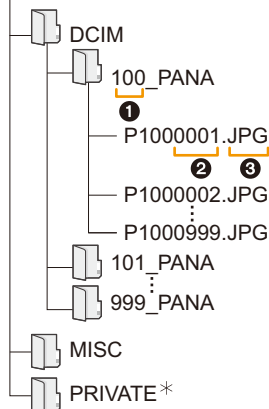 DCIM
100_PANA
❶
P1000001.JPG
❷ ❸
P1000002.JPG
P1000999.JPG
101_PANA
999_PANA
MISC
PRIVATE＊